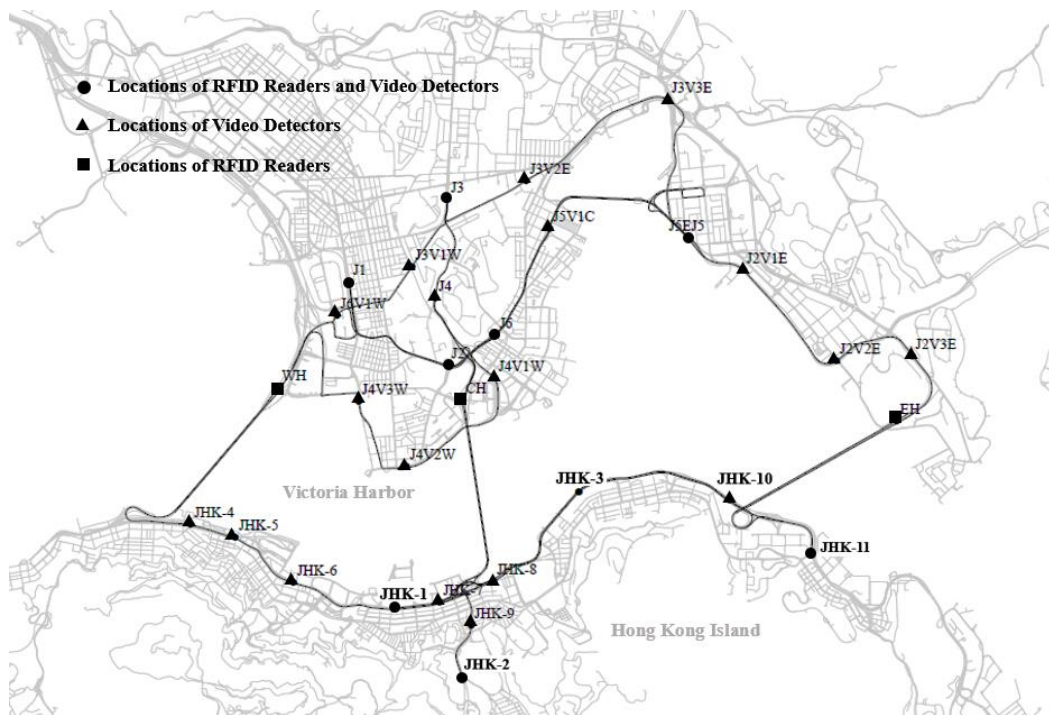 Locations of RFID Readers and Video Detectors
Locations of Video Detectors
Locations of RFID Readers
J3V3E
J3V2E
J3
J5V1C
J5EJ5
J3V1W
J2V1E
J1
J4
J6V1W
J6
J2
J2V2E
J2V3E
WH
J4V1W
J4V3W
CH
EH
J4V2W
JHK-3
JHK-10
Victoria Harbor
JHK-4
JHK-5
JHK-11
JHK-6
JHK-8
JHK-1
JHK-7
JHK-9
Hong Kong Island
JHK-2